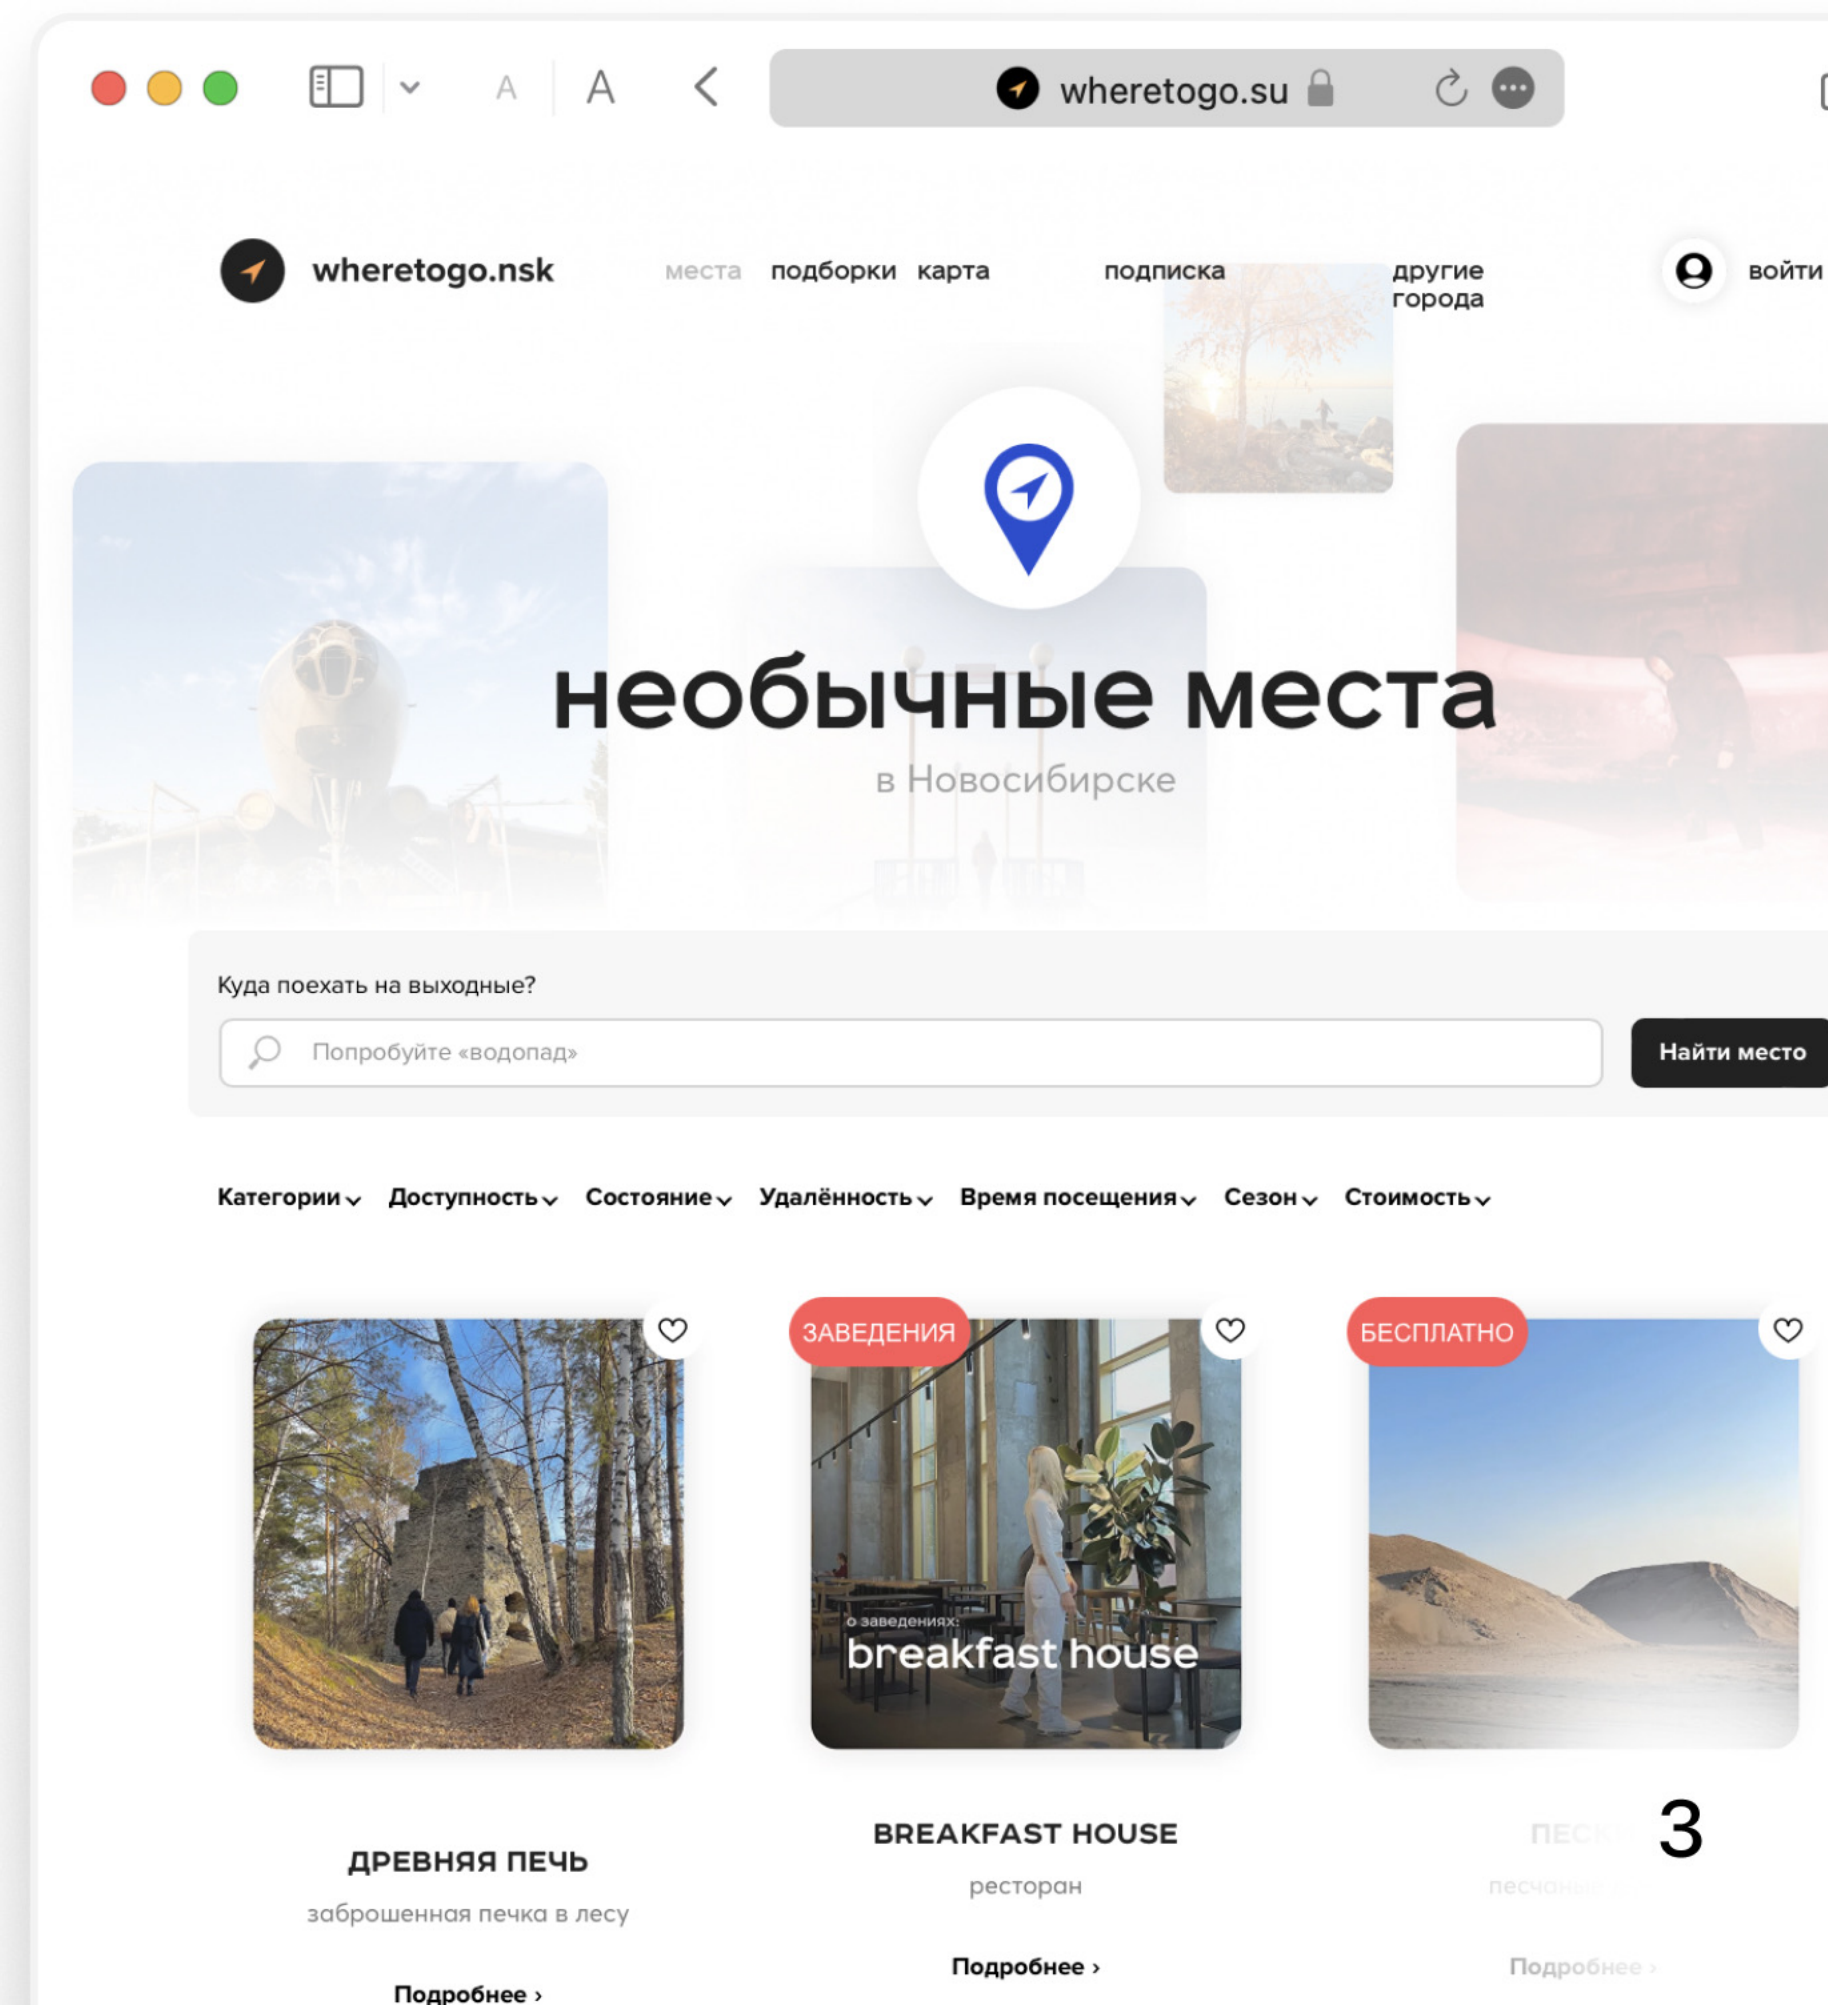 A A wheretogo.su
wheretogo.nsk места подборки карта подписка другие города войти
необычные места
в Новосибирске
Куда поехать на выходные?
Попробуйте «водопад» Найти место
Категории Доступность Состояние Удалённость Время посещения Сезон Стоимость
ЗАВЕДЕНИЯ БЕСПЛАТНО
о заведениях:
breakfast house
ДРЕВНЯЯ ПЕЧЬ
заброшенная печка в лесу
Подробнее ›
BREAKFAST HOUSE
ресторан
Подробнее ›
3
Подробнее ›